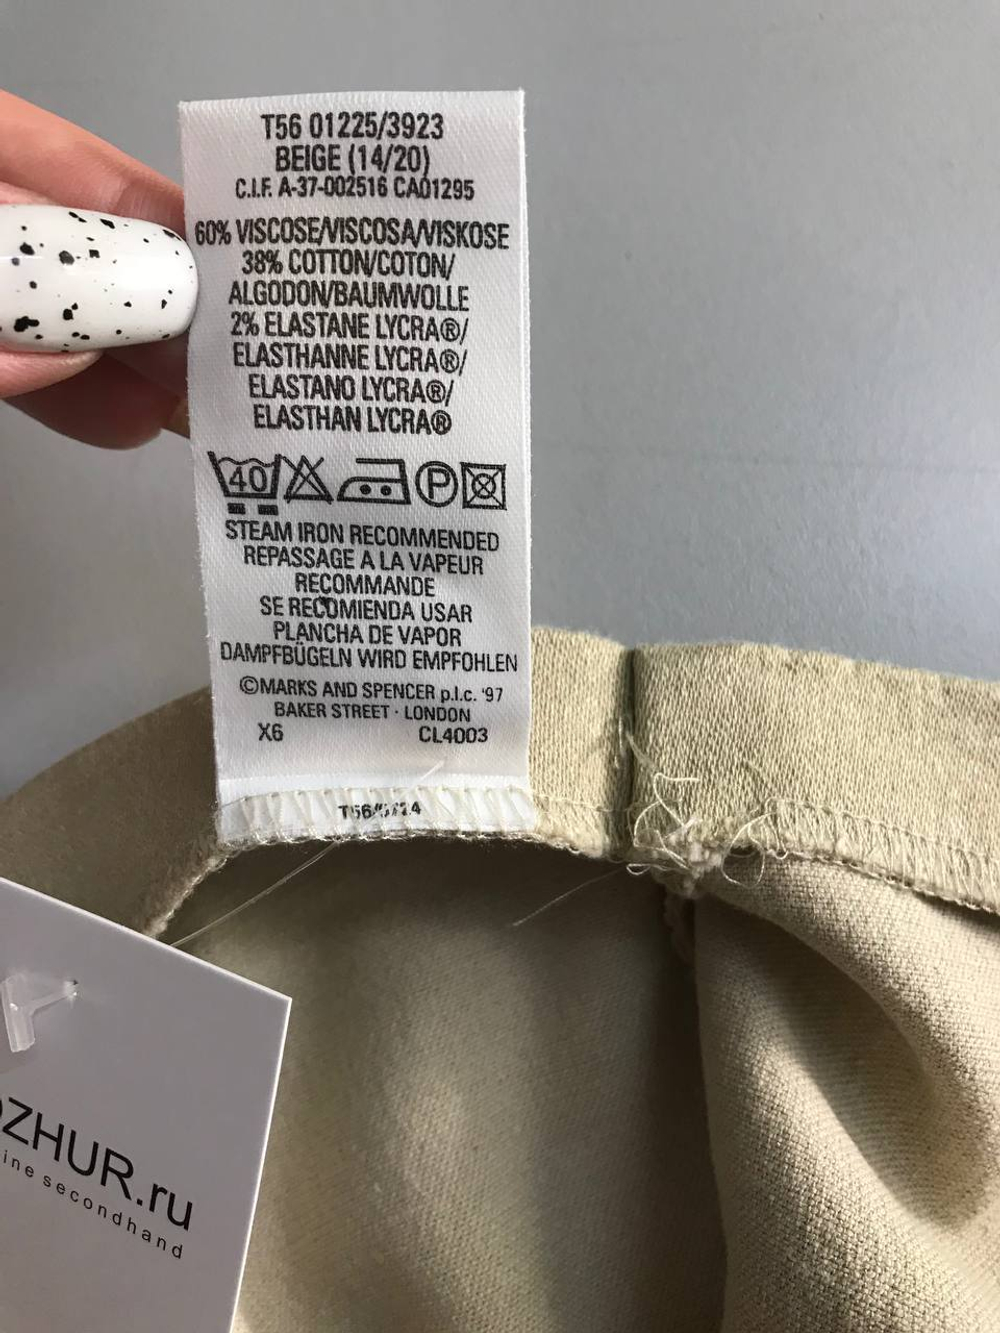 T56 01225/3923
BEIGE (14/20)
C.I.F. A-37-002516 CA01295
60% VISCOSE/VISCOSA/VISKOSE
38% COTTON/COTON/
ALGODON/BAUMWOLLE
2% ELASTANE LYCRA®/
ELASTHANNE LYCRA®/
ELASTANO LYCRA®/
ELASTHAN LYCRA®
40
P
STEAM IRON RECOMMENDED
REPASSAGE A LA VAPEUR
RECOMMANDE
SE RECOMIENDA USAR
PLANCHA DE VAPOR
DAMPFBÜGELN WIRD EMPFOHLEN
©MARKS AND SPENCER p.l.c. '97
BAKER STREET · LONDON
X6 CL4003
ZHUR.ru
ine secondhand